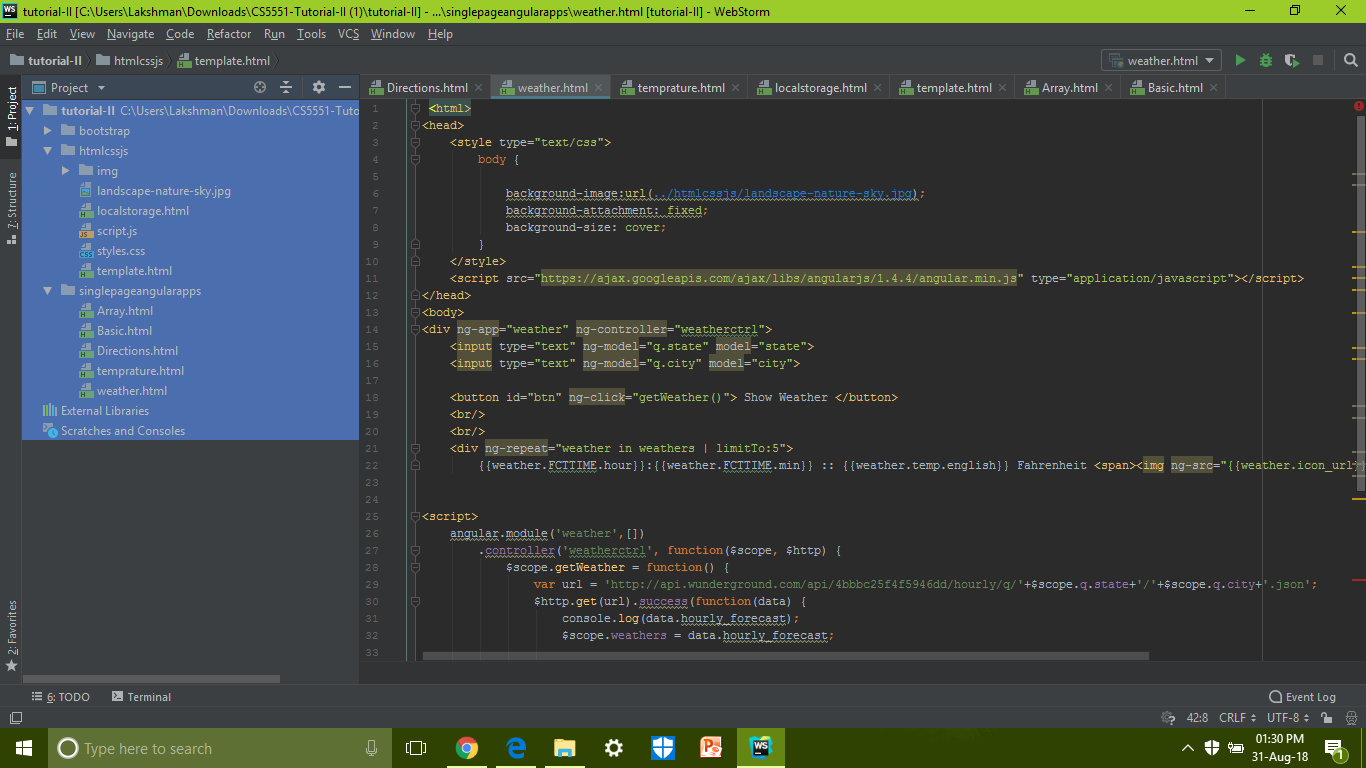 tutorial-II [C:\Users\Lakshman\Downloads\CS5551-Tutorial-II (1)\tutorial-II] - ...\singlepageangularapps\weather.html [tutorial-II] - WebStorm
File Edit View Navigate Code Refactor Run Tools VCS Window Help
tutorial-II htmlcssjs template.html weather.html
Project
Directions.html weather.html temprature.html localstorage.html template.html Array.html Basic.html
1: Project
7: Structure
2: Favorites
tutorial-II C:\Users\Lakshman\Downloads\CS5551-Tuto
bootstrap
htmlcssjs
img
landscape-nature-sky.jpg
localstorage.html
script.js
styles.css
template.html
singlepageangularapps
Array.html
Basic.html
Directions.html
temprature.html
weather.html
External Libraries
Scratches and Consoles
1 <html>
2 <head>
3 <style type="text/css">
4 body {
5
6 background-image:url(../htmlcssjs/landscape-nature-sky.jpg);
7 background-attachment: fixed;
8 background-size: cover;
9 }
10 </style>
11 <script src="https://ajax.googleapis.com/ajax/libs/angularjs/1.4.4/angular.min.js" type="application/javascript"></script>
12 </head>
13 <body>
14 <div ng-app="weather" ng-controller="weatherctrl">
15 <input type="text" ng-model="q.state" model="state">
16 <input type="text" ng-model="q.city" model="city">
17
18 <button id="btn" ng-click="getWeather()"> Show Weather </button>
19 <br/>
20 <br/>
21 <div ng-repeat="weather in weathers | limitTo:5">
22 {{weather.FCTTIME.hour}}:{{weather.FCTTIME.min}} :: {{weather.temp.english}} Fahrenheit <span><img ng-src="{{weather.icon_url}}
23
24
25 <script>
26 angular.module('weather',[])
27 .controller('weatherctrl', function($scope, $http) {
28 $scope.getWeather = function() {
29 var url = 'http://api.wunderground.com/api/4bbbc25f4f5946dd/hourly/q/'+$scope.q.state+'/'+$scope.q.city+'.json';
30 $http.get(url).success(function(data) {
31 console.log(data.hourly_forecast);
32 $scope.weathers = data.hourly_forecast;
33
6: TODO Terminal Event Log
42:8 CRLF UTF-8
Type here to search
WS
01:30 PM
31-Aug-18
1